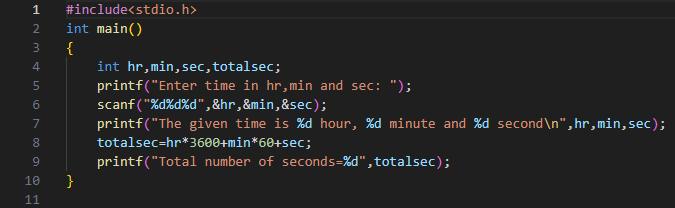 1 #include<stdio.h>
2 int main()
3 {
4 int hr,min,sec,totalsec;
5 printf("Enter time in hr,min and sec: ");
6 scanf("%d%d%d",&hr,&min,&sec);
7 printf("The given time is %d hour, %d minute and %d second\n",hr,min,sec);
8 totalsec=hr*3600+min*60+sec;
9 printf("Total number of seconds=%d",totalsec);
10 }
11